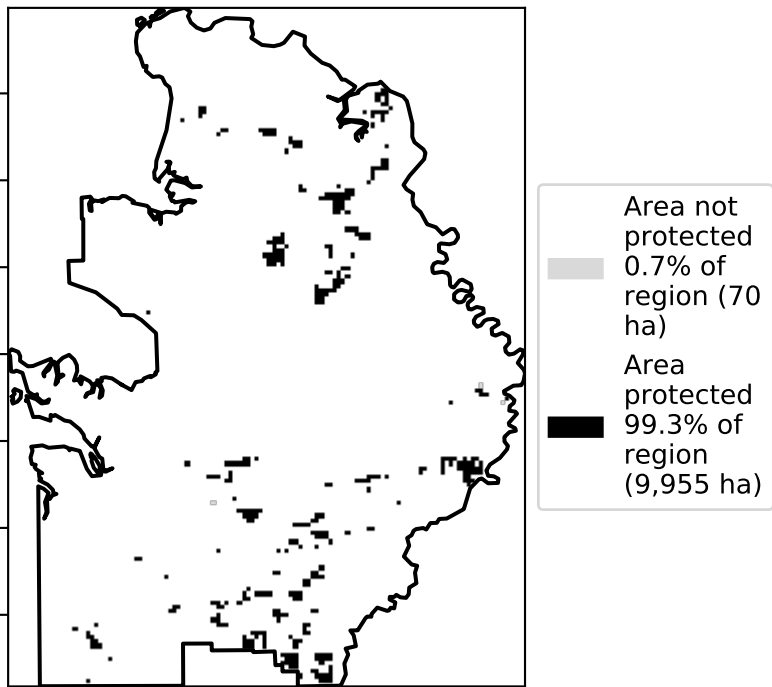 Area not
protected
0.7% of
region (70
ha)
Area
protected
99.3% of
region
(9,955 ha)